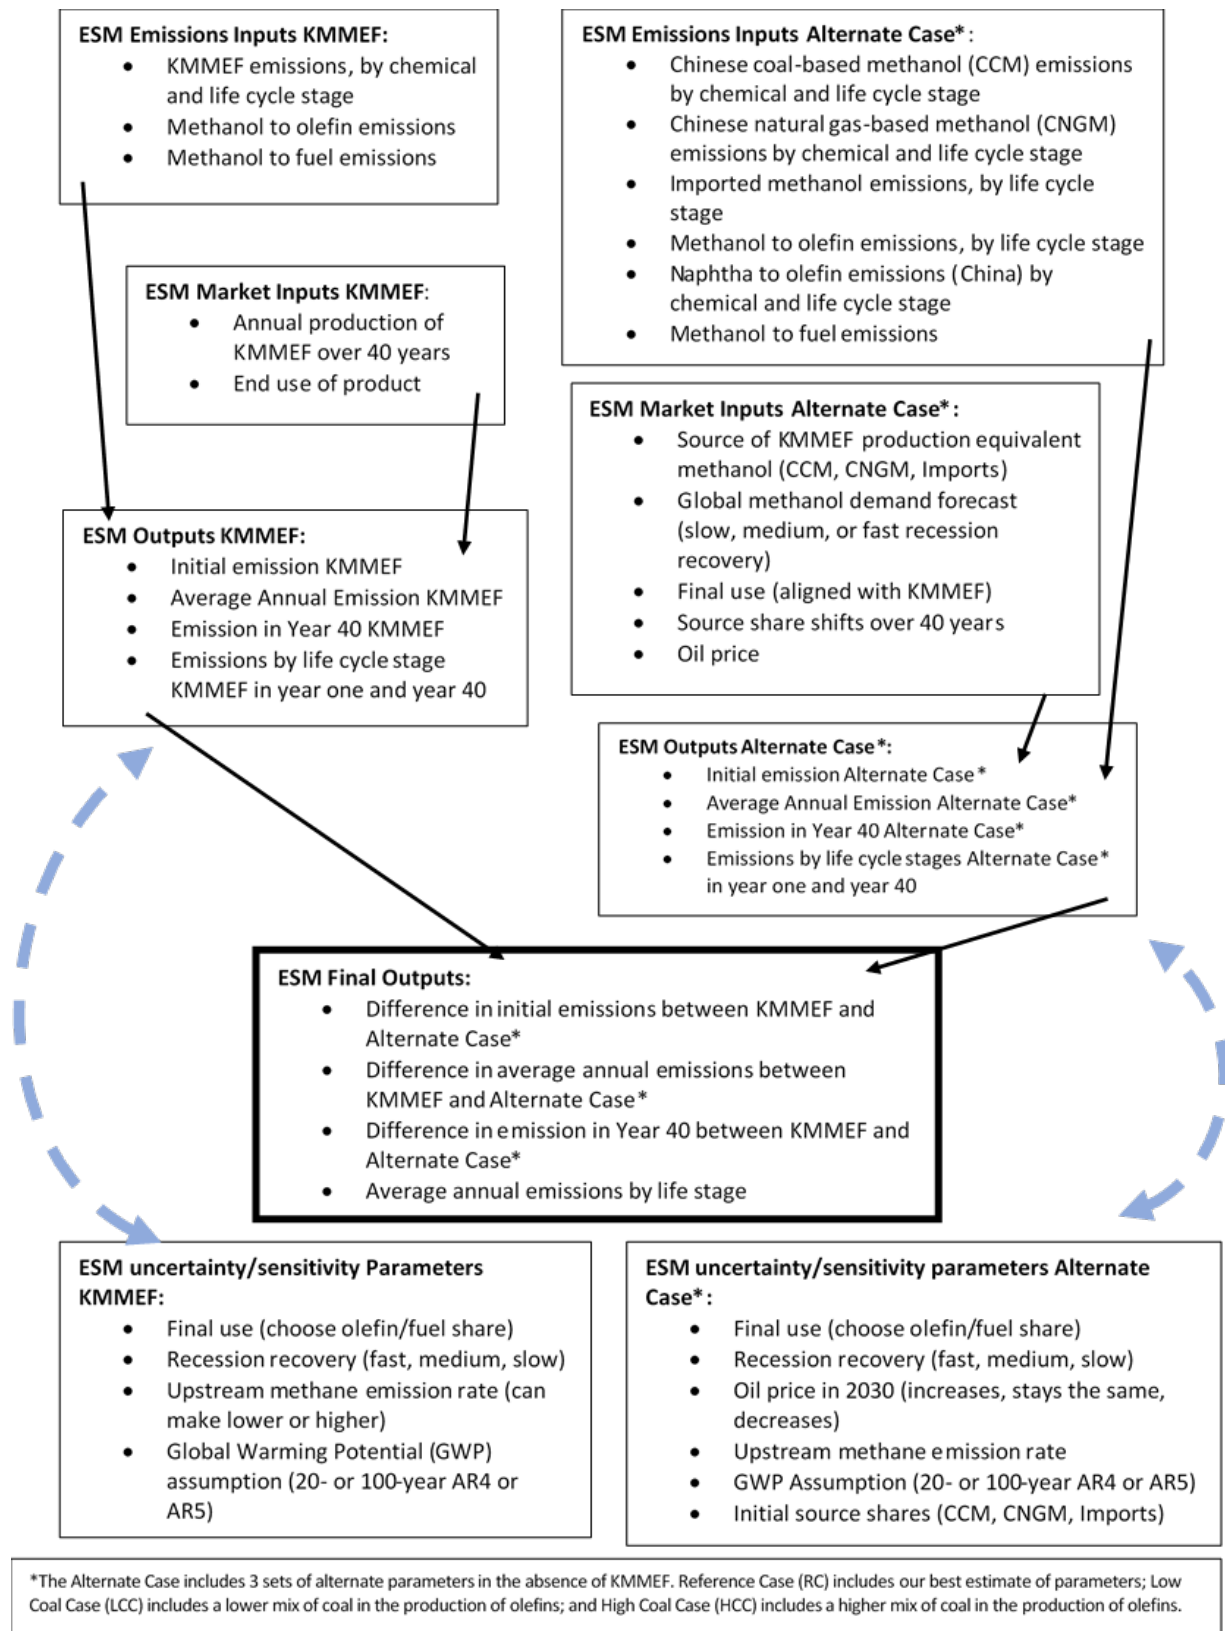 ESM Emissions Inputs KMMEF:
• KMMEF emissions, by chemical
and life cycle stage
• Methanol to olefin emissions
• Methanol to fuel emissions
ESM Emissions Inputs Alternate Case*:
• Chinese coal-based methanol (CCM) emissions
by chemical and life cycle stage
• Chinese natural gas-based methanol (CNGM)
emissions by chemical and life cycle stage
• Imported methanol emissions, by life cycle
stage
• Methanol to olefin emissions, by life cycle stage
• Naphtha to olefin emissions (China) by
chemical and life cycle stage
• Methanol to fuel emissions
ESM Market Inputs KMMEF:
• Annual production of
KMMEF over 40 years
• End use of product
ESM Market Inputs Alternate Case*:
• Source of KMMEF production equivalent
methanol (CCM, CNGM, Imports)
• Global methanol demand forecast
(slow, medium, or fast recession
recovery)
• Final use (aligned with KMMEF)
• Source share shifts over 40 years
• Oil price
ESM Outputs KMMEF:
• Initial emission KMMEF
• Average Annual Emission KMMEF
• Emission in Year 40 KMMEF
• Emissions by life cycle stage
KMMEF in year one and year 40
ESM Outputs Alternate Case*:
• Initial emission Alternate Case*
• Average Annual Emission Alternate Case*
• Emission in Year 40 Alternate Case*
• Emissions by life cycle stages Alternate Case*
in year one and year 40
ESM Final Outputs:
• Difference in initial emissions between KMMEF and
Alternate Case*
• Difference in average annual emissions between
KMMEF and Alternate Case*
• Difference in emission in Year 40 between KMMEF and
Alternate Case*
• Average annual emissions by life stage
ESM uncertainty/sensitivity Parameters
KMMEF:
• Final use (choose olefin/fuel share)
• Recession recovery (fast, medium, slow)
• Upstream methane emission rate (can
make lower or higher)
• Global Warming Potential (GWP)
assumption (20- or 100-year AR4 or
AR5)
ESM uncertainty/sensitivity parameters Alternate
Case*:
• Final use (choose olefin/fuel share)
• Recession recovery (fast, medium, slow)
• Oil price in 2030 (increases, stays the same,
decreases)
• Upstream methane emission rate
• GWP Assumption (20- or 100-year AR4 or AR5)
• Initial source shares (CCM, CNGM, Imports)
*The Alternate Case includes 3 sets of alternate parameters in the absence of KMMEF. Reference Case (RC) includes our best estimate of parameters; Low
Coal Case (LCC) includes a lower mix of coal in the production of olefins; and High Coal Case (HCC) includes a higher mix of coal in the production of olefins.